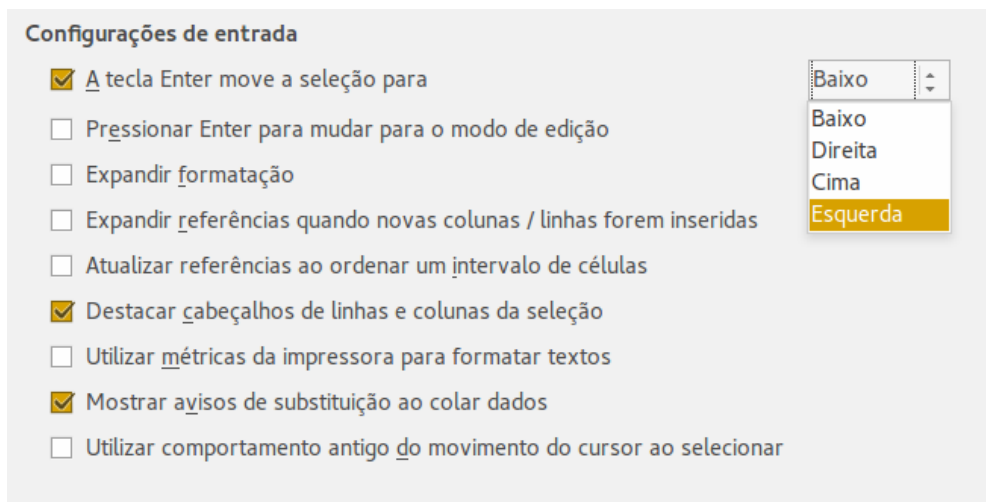 Configurações de entrada
A tecla Enter move a seleção para
Baixo
Baixo
Direita
Cima
Esquerda
Pressionar Enter para mudar para o modo de edição
Expandir formatação
Expandir referências quando novas colunas / linhas forem inseridas
Atualizar referências ao ordenar um intervalo de células
Destacar cabeçalhos de linhas e colunas da seleção
Utilizar métricas da impressora para formatar textos
Mostrar avisos de substituição ao colar dados
Utilizar comportamento antigo do movimento do cursor ao selecionar